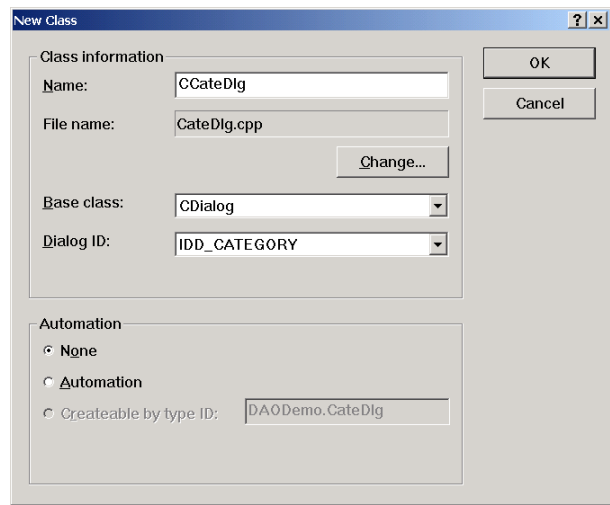 New Class
Class information
Name: CCateDlg
File name: CateDlg.cpp
Change...
Base class: CDialog
Dialog ID: IDD_CATEGORY
Automation
None
Automation
Createable by type ID: DAODemo.CateDlg
OK
Cancel